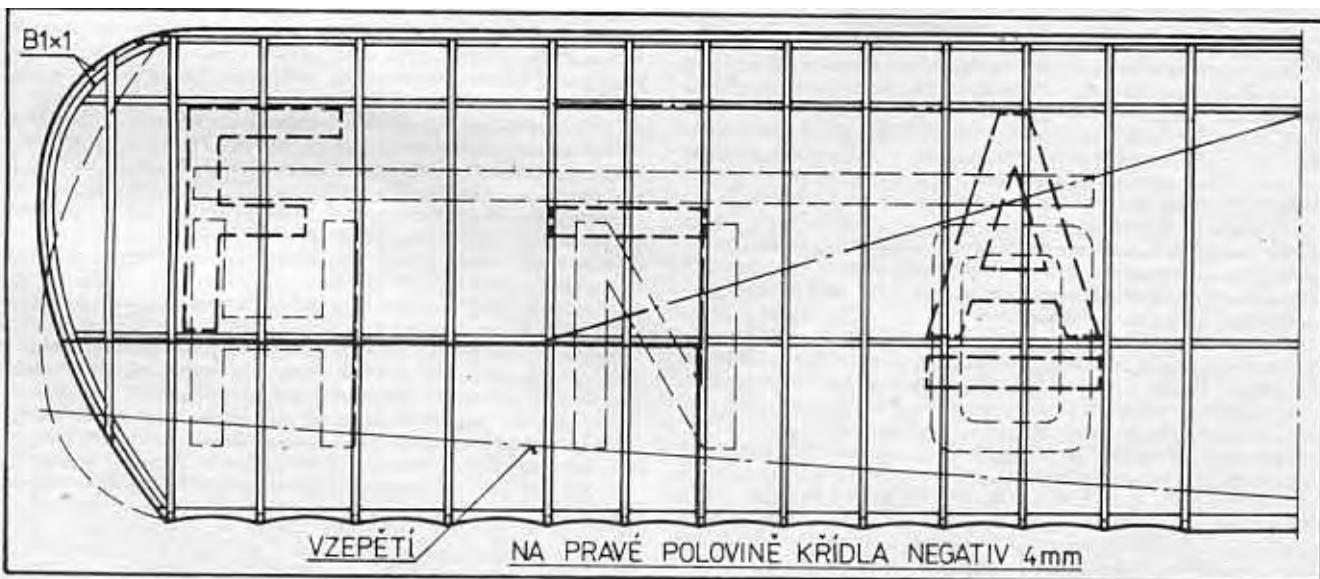 B1×1
F - A
H N O
VZEPĚTÍ
NA PRAVÉ POLOVINĚ KŘÍDLA NEGATIV 4mm